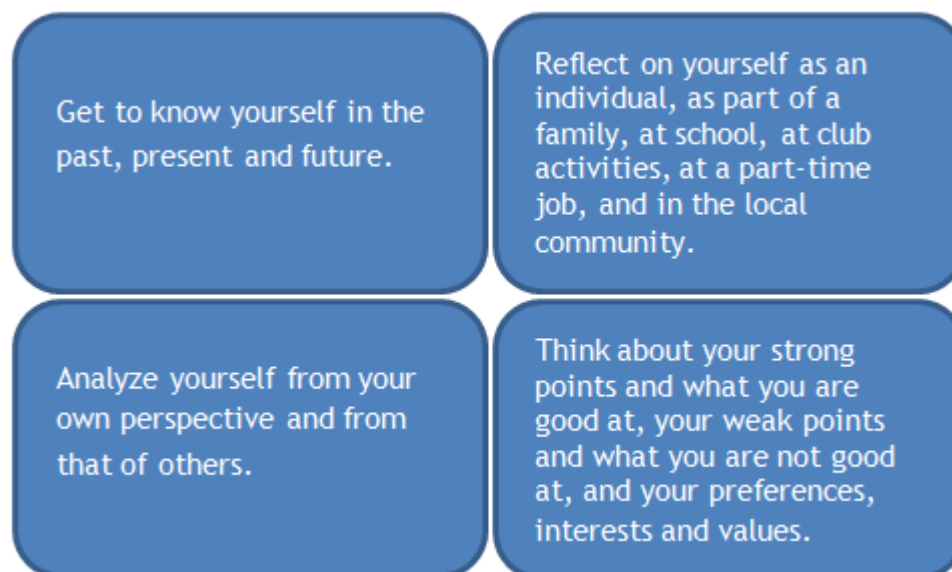 Get to know yourself in the
past, present and future.
Reflect on yourself as an
individual, as part of a
family, at school, at club
activities, at a part-time
job, and in the local
community.
Analyze yourself from your
own perspective and from
that of others.
Think about your strong
points and what you are
good at, your weak points
and what you are not good
at, and your preferences,
interests and values.